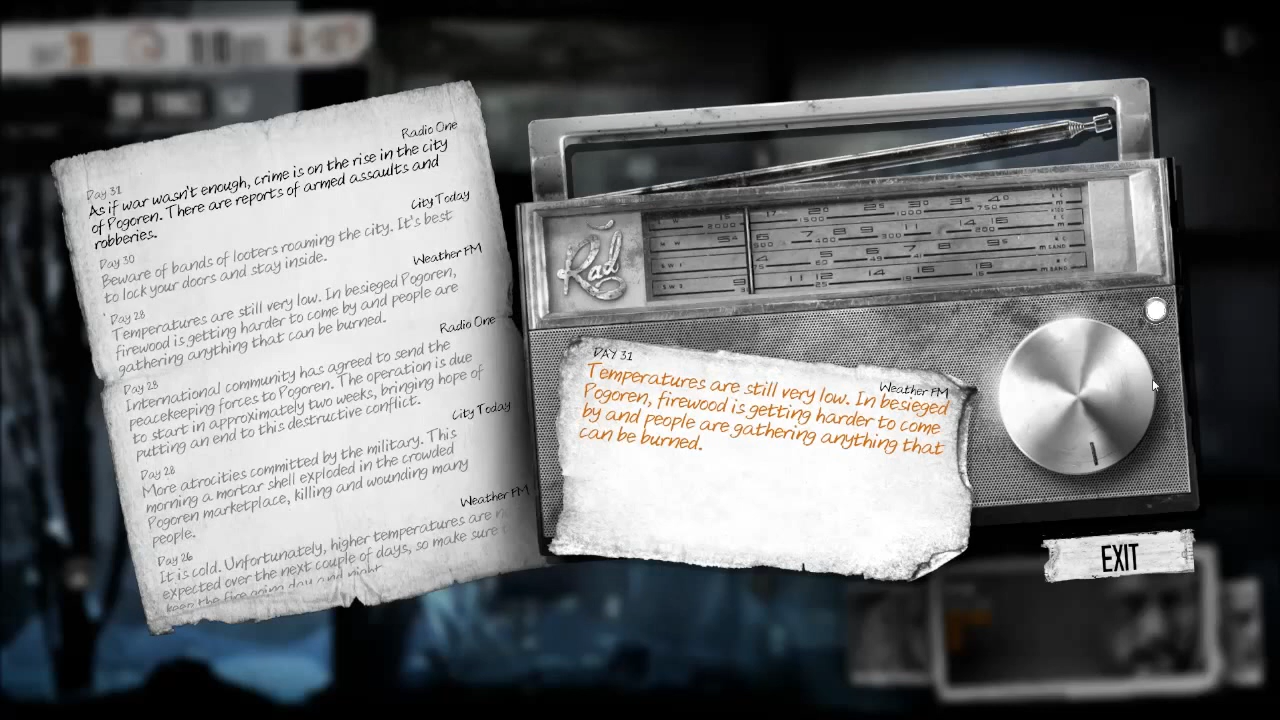 Radio One
Day 31
As if war wasn't enough, crime is on the rise in the city
of Pogoren. There are reports of armed assaults and
robberies.
City Today
Day 30
Beware of bands of looters roaming the city. It's best
to lock your doors and stay inside.
Weather FM
Day 28
Temperatures are still very low. In besieged Pogoren,
firewood is getting harder to come by and people are
gathering anything that can be burned.
Radio One
Day 28
International community has agreed to send the
peacekeeping forces to Pogoren. The operation is due
to start in approximately two weeks, bringing hope of
putting an end to this destructive conflict.
City Today
Day 28
More atrocities committed by the military. This
morning a mortar shell exploded in the crowded
Pogoren marketplace, killing and wounding many
people.
Weather FM
Day 26
It is cold. Unfortunately, higher temperatures are
expected over the next couple of days, so make sure
keep the fire going day and night
Rad
DAY 31
Weather FM
Temperatures are still very low. In besieged
Pogoren, firewood is getting harder to come
by and people are gathering anything that
can be burned.
EXIT